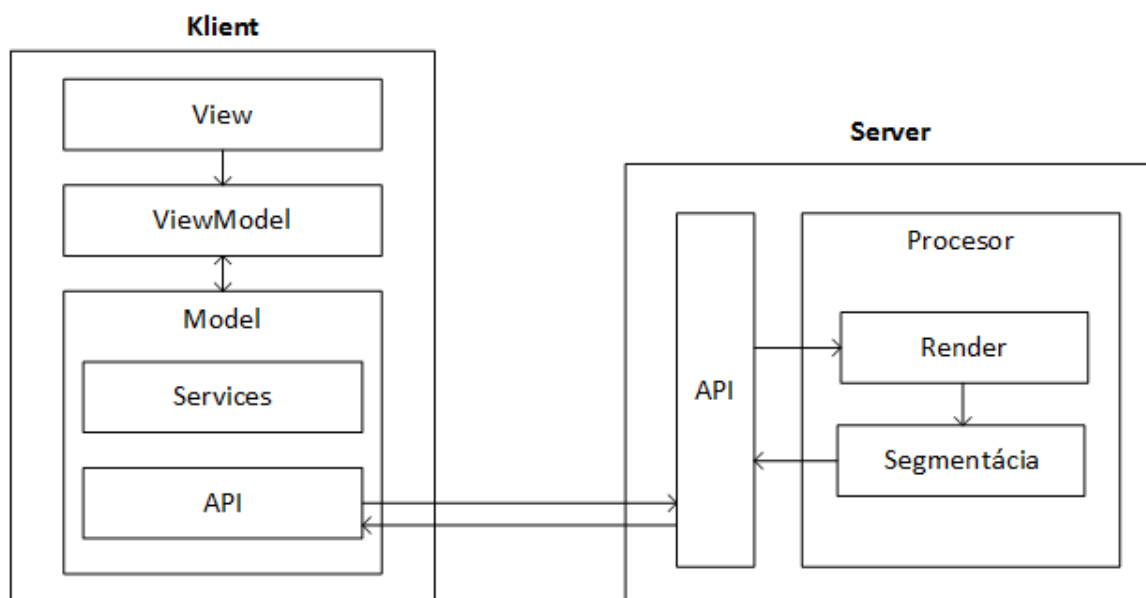 Klient
View
ViewModel
Model
Services
API
Server
API
Procesor
Render
Segmentácia